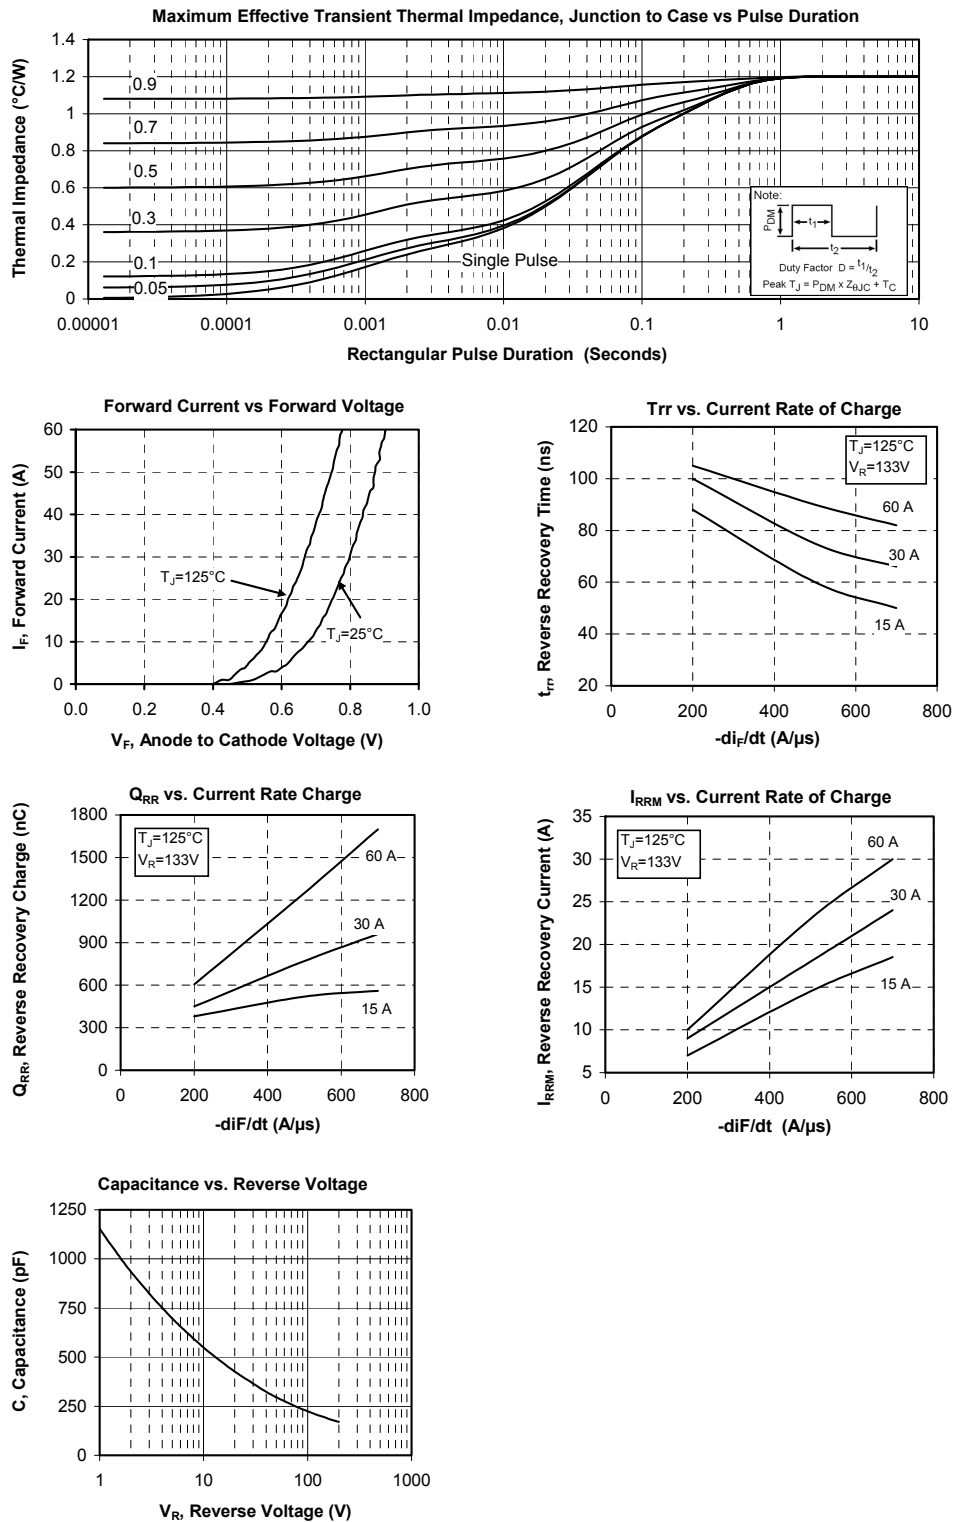 Maximum Effective Transient Thermal Impedance, Junction to Case vs Pulse Duration
Thermal Impedance (°C/W)
1.4
1.2
1
0.8
0.6
0.4
0.2
0
0.9
0.7
0.5
0.3
0.1
0.05
Single Pulse
Note:
PDM
t1
t2
Duty Factor D = t1/t2
Peak TJ = PDM x ZθJC + TC
0.00001 0.0001 0.001 0.01 0.1 1 10
Rectangular Pulse Duration (Seconds)
Forward Current vs Forward Voltage
IF, Forward Current (A)
60
50
40
30
20
10
0
TJ=125°C
TJ=25°C
0.0 0.2 0.4 0.6 0.8 1.0
VF, Anode to Cathode Voltage (V)
Trr vs. Current Rate of Charge
trr, Reverse Recovery Time (ns)
120
100
80
60
40
20
TJ=125°C
VR=133V
60 A
30 A
15 A
0 200 400 600 800
-diF/dt (A/µs)
QRR vs. Current Rate Charge
QRR, Reverse Recovery Charge (nC)
1800
1500
1200
900
600
300
0
TJ=125°C
VR=133V
60 A
30 A
15 A
0 200 400 600 800
-diF/dt (A/µs)
IRRM vs. Current Rate of Charge
IRRM, Reverse Recovery Current (A)
35
30
25
20
15
10
5
TJ=125°C
VR=133V
60 A
30 A
15 A
0 200 400 600 800
-diF/dt (A/µs)
Capacitance vs. Reverse Voltage
C, Capacitance (pF)
1250
1000
750
500
250
0
1 10 100 1000
VR, Reverse Voltage (V)